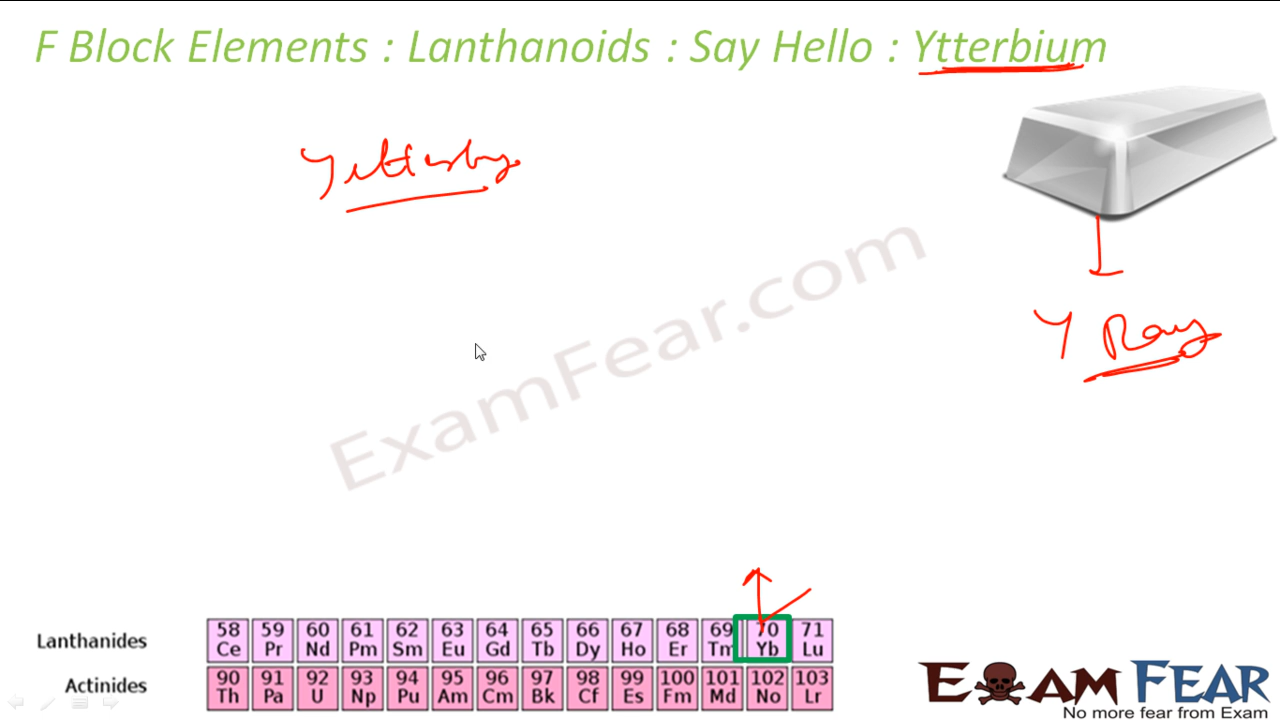 F Block Elements : Lanthanoids : Say Hello : Ytterbium
Yetterby
Y Ray
ExamFear.com
Lanthanides
58 59 60 61 62 63 64 65 66 67 68 69 70 71
Ce Pr Nd Pm Sm Eu Gd Tb Dy Ho Er Tm Yb Lu
Actinides
90 91 92 93 94 95 96 97 98 99 100 101 102 103
Th Pa U Np Pu Am Cm Bk Cf Es Fm Md No Lr
EXAM FEAR
No more fear from Exam